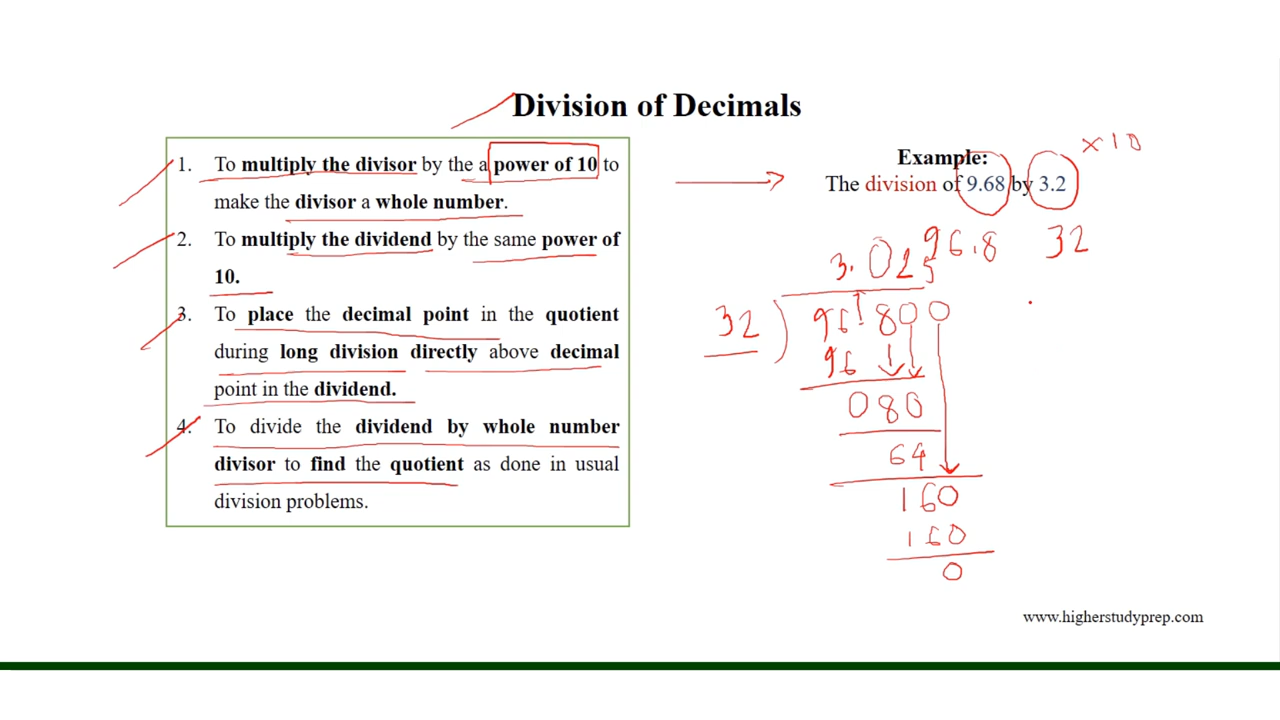 Division of Decimals
1. To multiply the divisor by the a power of 10 to
make the divisor a whole number.
2. To multiply the dividend by the same power of
10.
3. To place the decimal point in the quotient
during long division directly above decimal
point in the dividend.
4. To divide the dividend by whole number
divisor to find the quotient as done in usual
division problems.
×10
Example:
The division of 9.68 by 3.2
96.8 32
3.025
32 96.800
96
080
64
160
160
0
www.higherstudyprep.com